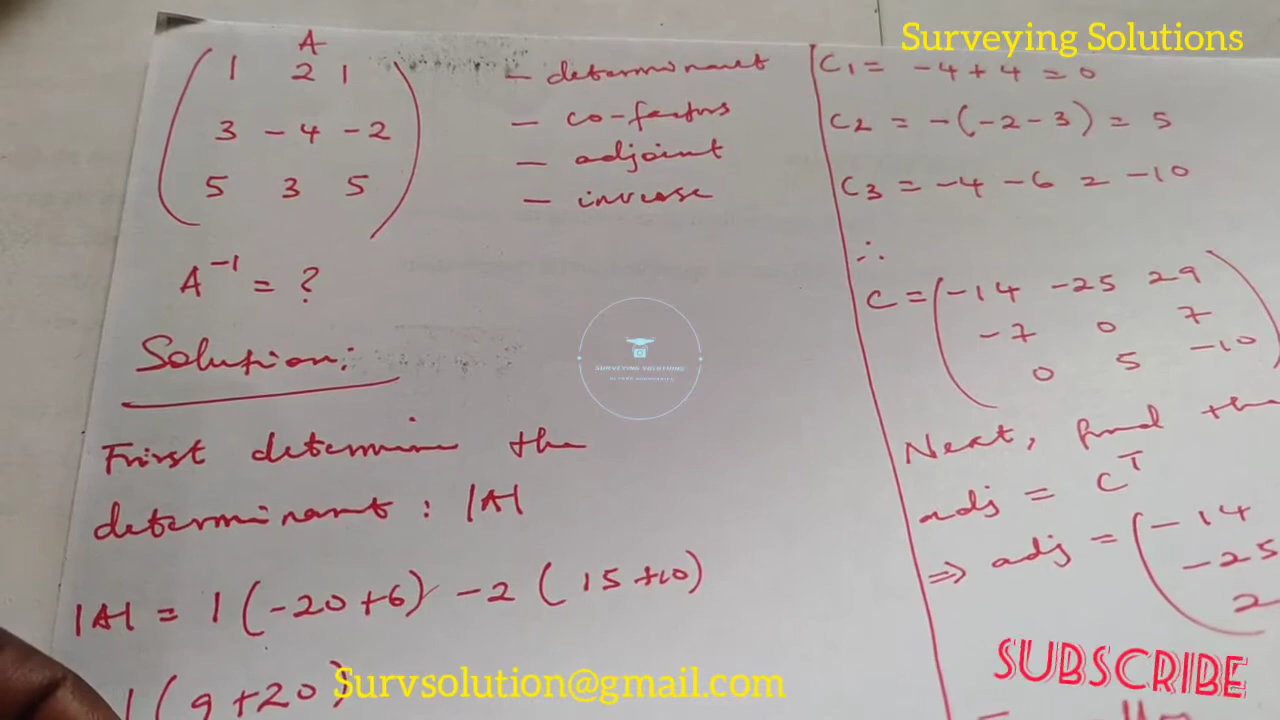 Surveying Solutions
A
1 2 1
3 -4 -2
5 3 5
- determinant
- co-factors
- adjoint
- inverse
A⁻¹ = ?
Solution:
First determine the
determinant: |A|
|A| = 1(-20+6) -2(15+10)
1(9+20)
C1 = -4+4 = 0
C2 = -(-2-3) = 5
C3 = -4-6 = -10
∴
C = (-14 -25 29
-7 0 7
0 5 -10)
Next, find the
adj = Cᵀ
⇒ adj = (-14
-25
2
SURVEYING SOLUTIONS
SUBSCRIBE
Survsolution@gmail.com